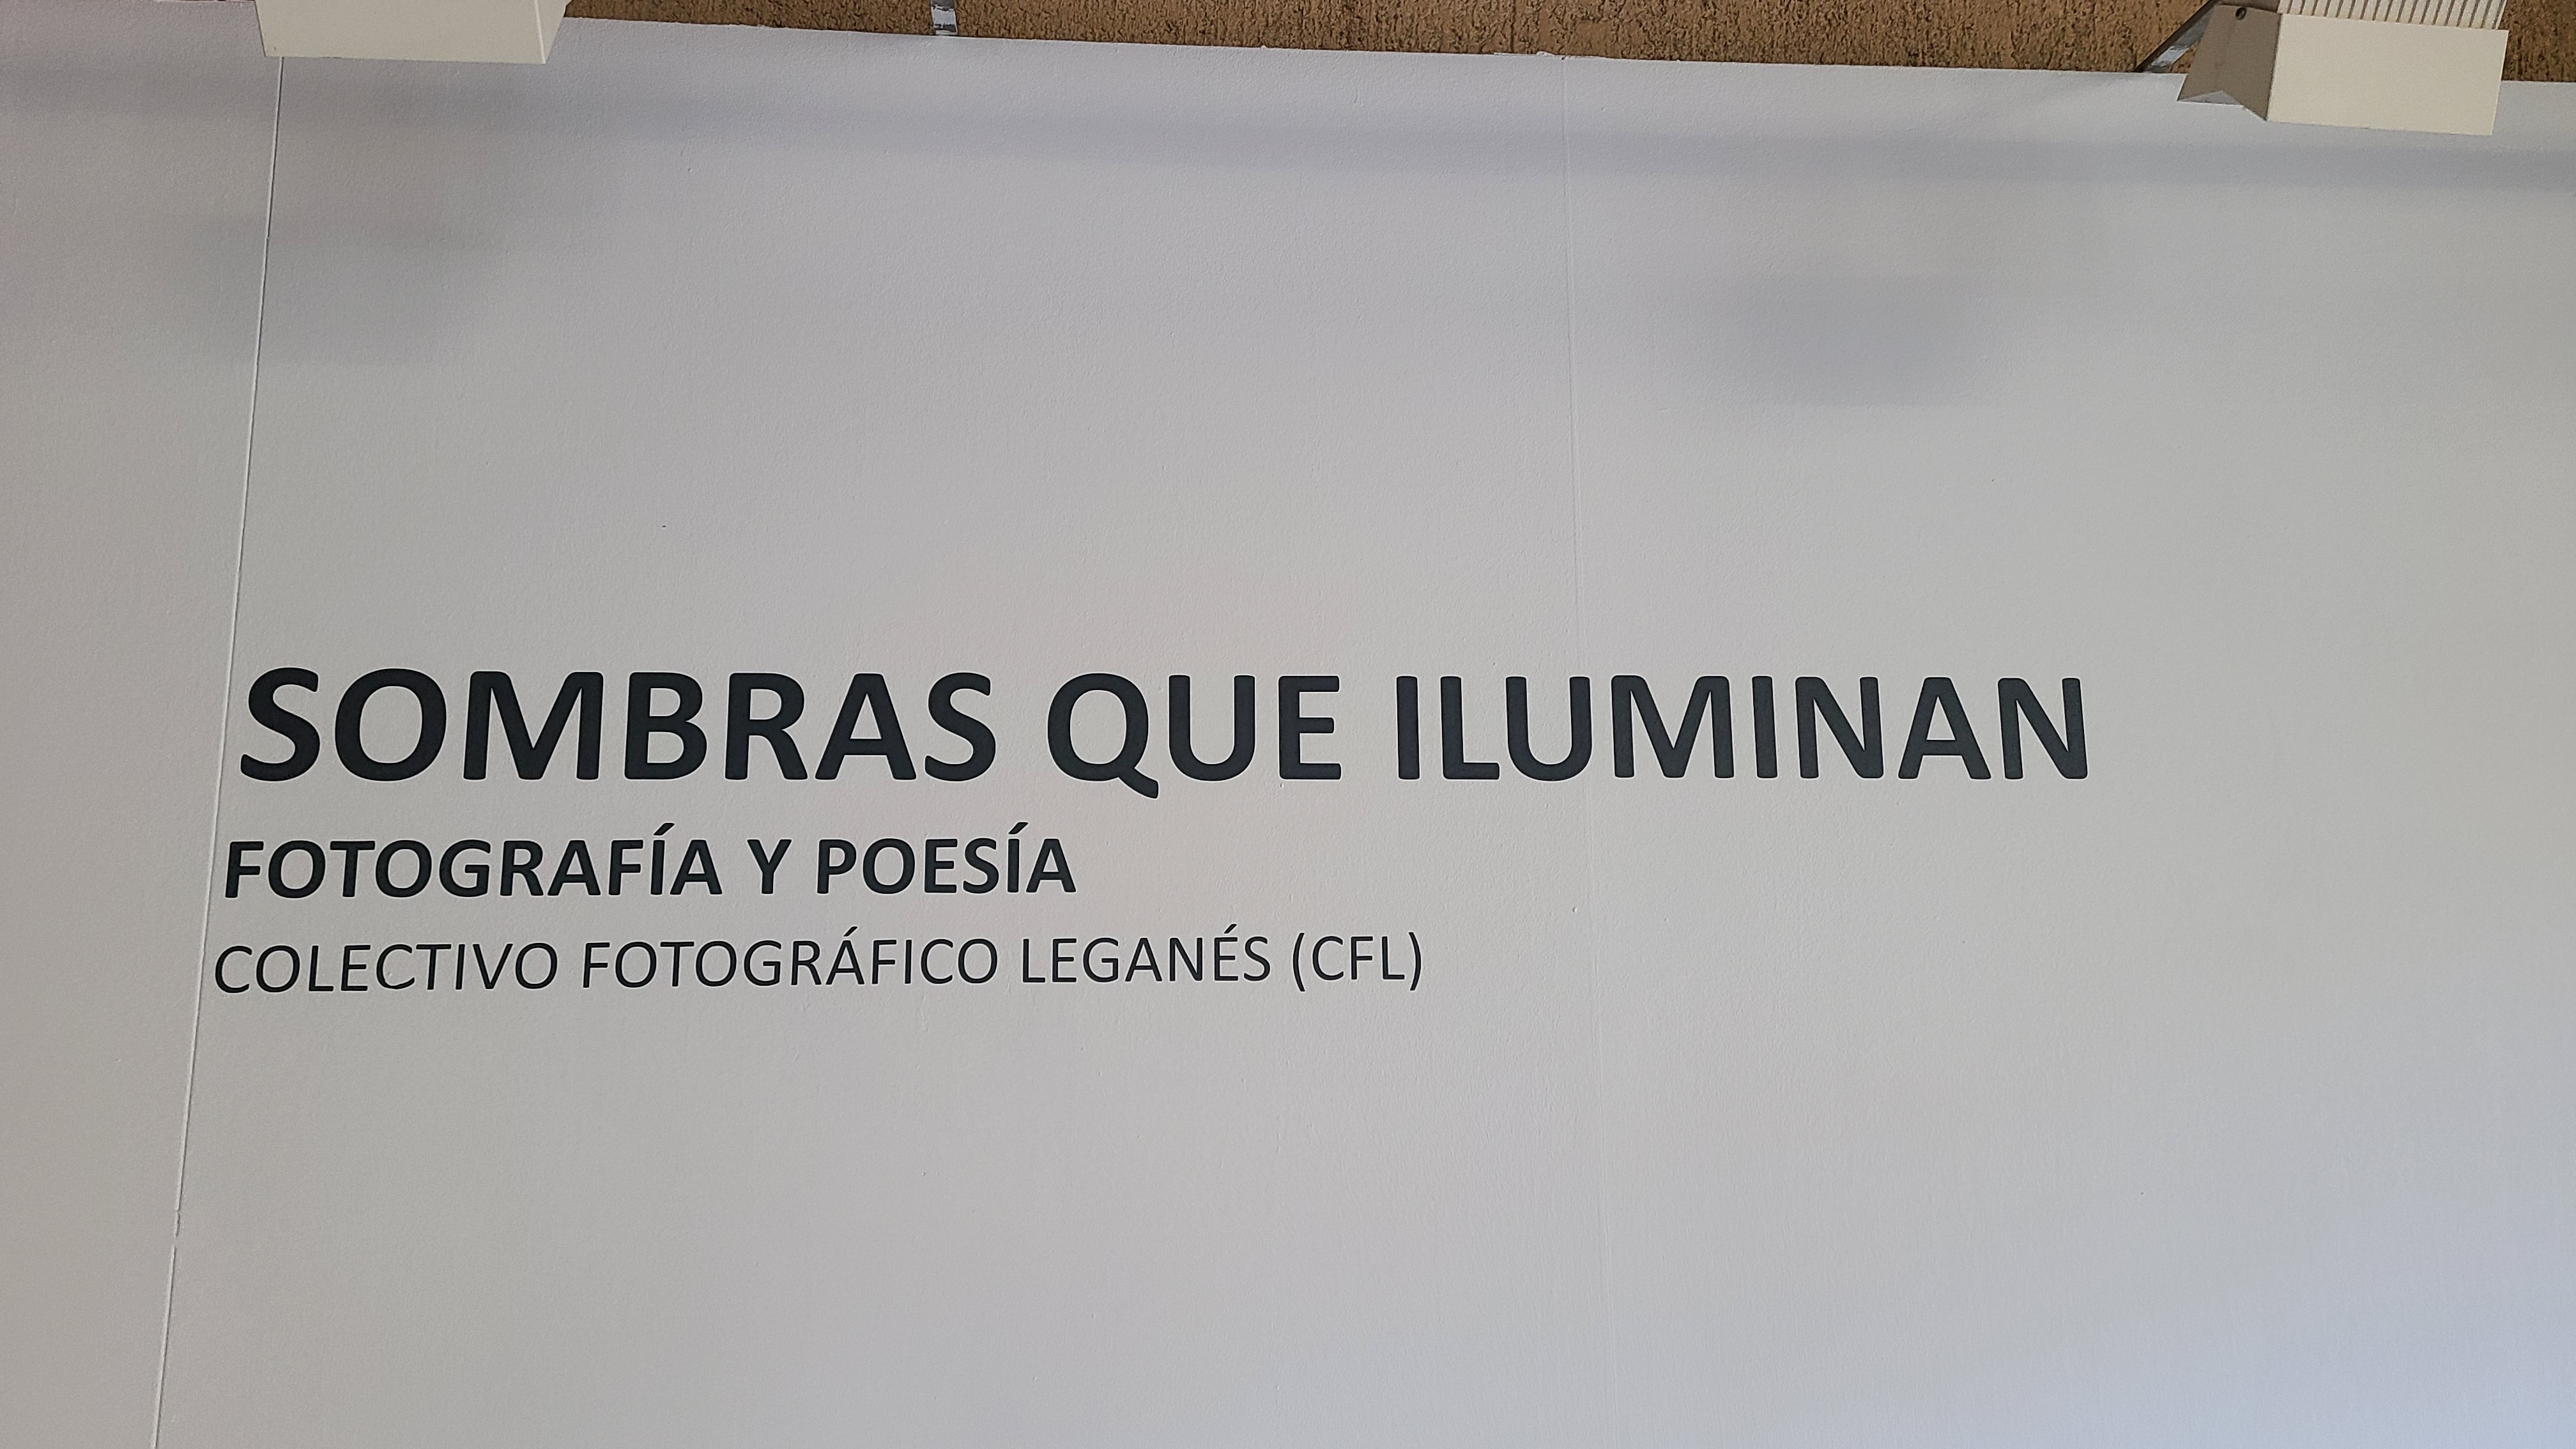 SOMBRAS QUE ILUMINAN
FOTOGRAFÍA Y POESÍA
COLECTIVO FOTOGRÁFICO LEGANÉS (CFL)